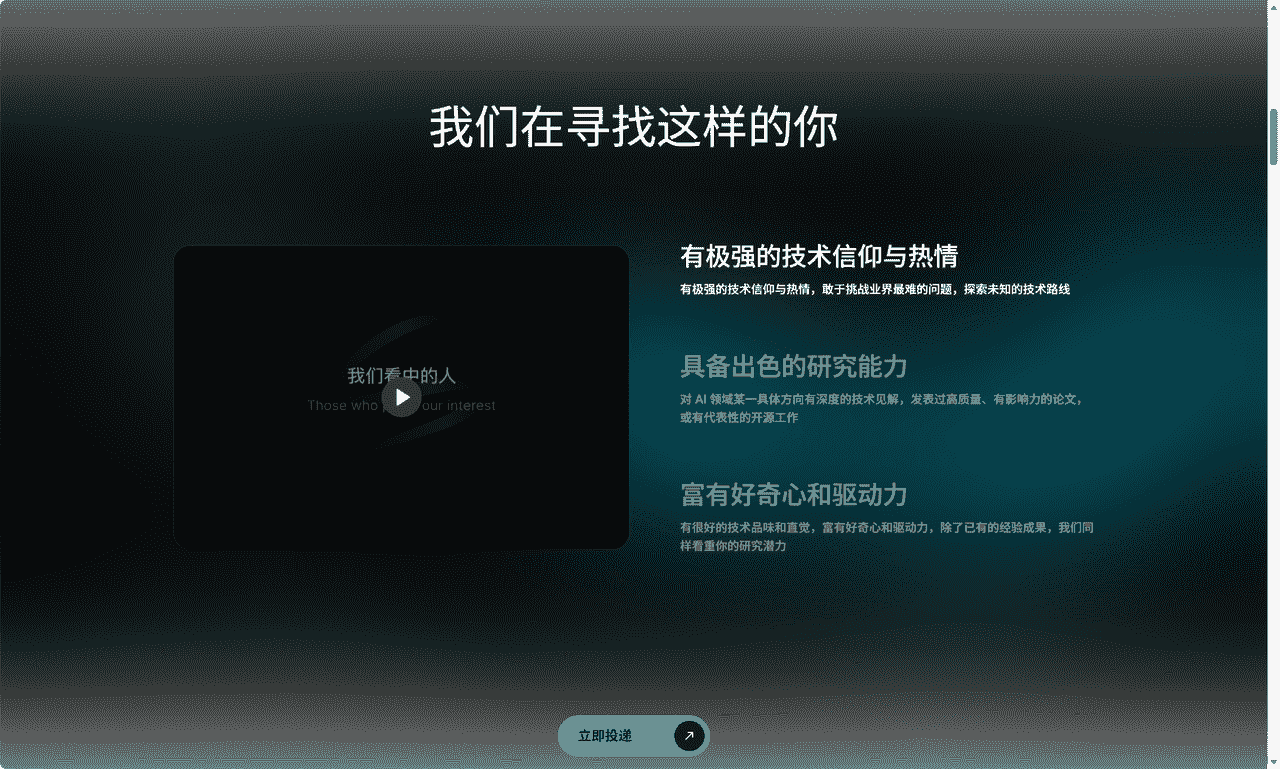 我们在寻找这样的你
我们看中的人
Those who our interest
有极强的技术信仰与热情
有极强的技术信仰与热情，敢于挑战业界最难的问题，探索未知的技术路线
具备出色的研究能力
对 AI 领域某一具体方向有深度的技术见解，发表过高质量、有影响力的论文，
或有代表性的开源工作
富有好奇心和驱动力
有很好的技术品味和直觉，富有好奇心和驱动力，除了已有的经验成果，我们同
样看重你的研究潜力
立即投递